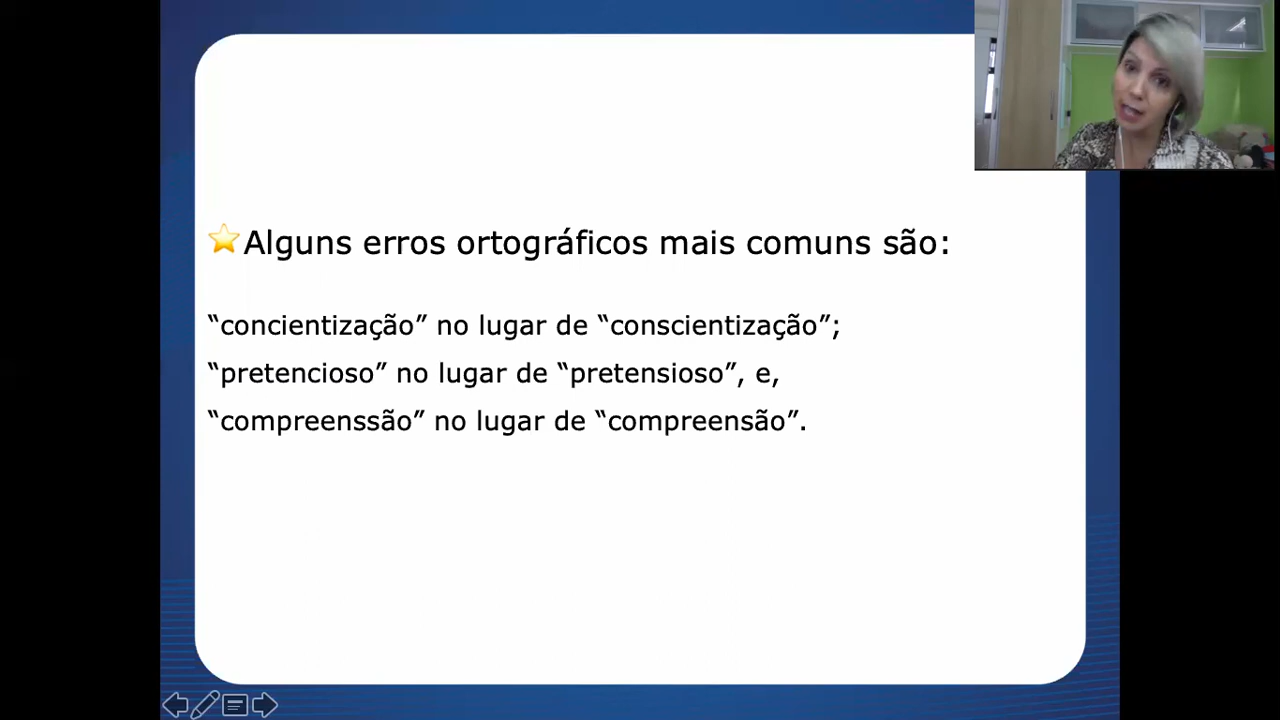 Alguns erros ortográficos mais comuns são:
“concientização” no lugar de “conscientização”;
“pretencioso” no lugar de “pretensioso”, e,
“compreenssão” no lugar de “compreensão”.